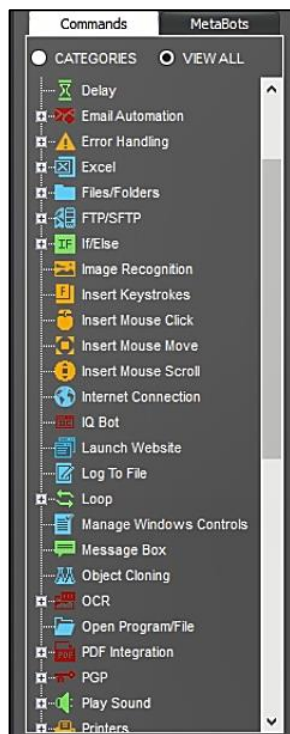 Commands MetaBots
CATEGORIES VIEW ALL
Delay
Email Automation
Error Handling
Excel
Files/Folders
FTP/SFTP
IF If/Else
Image Recognition
F Insert Keystrokes
Insert Mouse Click
Insert Mouse Move
Insert Mouse Scroll
Internet Connection
IQ Bot
Launch Website
Log To File
Loop
Manage Windows Controls
Message Box
Object Cloning
OCR
Open Program/File
PDF PDF Integration
PGP
Play Sound
Printers